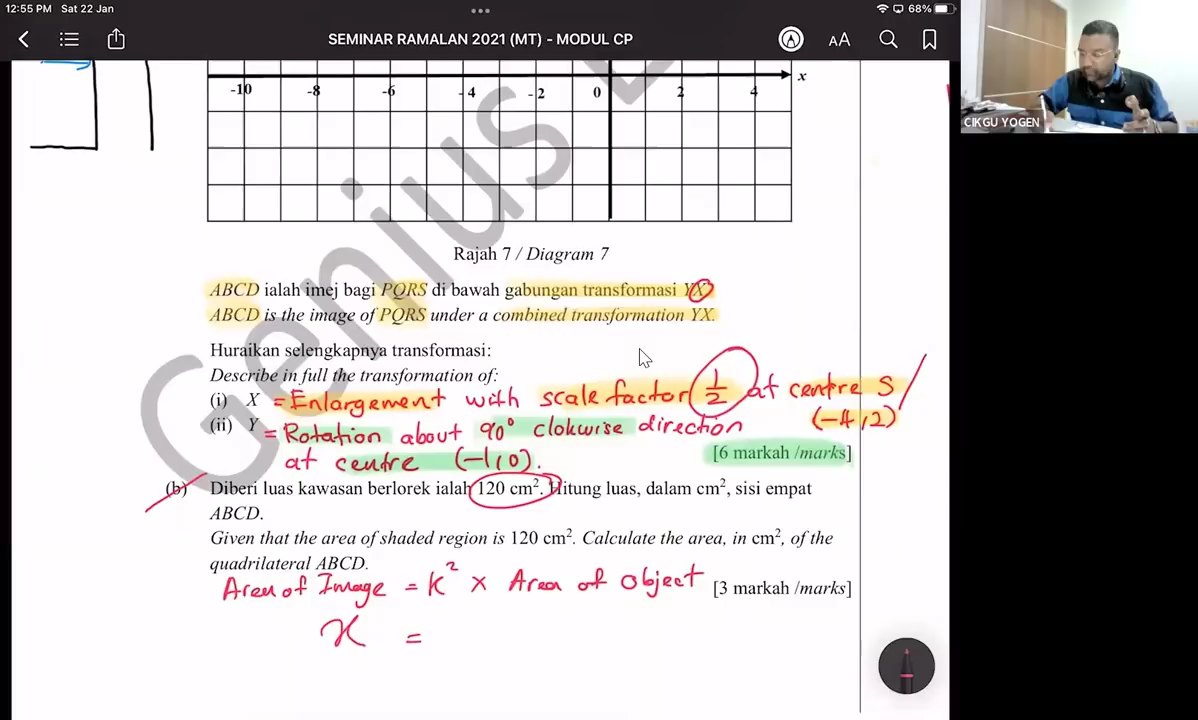 12:55 PM Sat 22 Jan
68%
AA
SEMINAR RAMALAN 2021 (MT) - MODUL CP
CIKGU YOGEN
x
-10 -8 -6 -4 -2 0 2 4
Genius
Rajah 7 / Diagram 7
ABCD ialah imej bagi PQRS di bawah gabungan transformasi YX.
ABCD is the image of PQRS under a combined transformation YX.
Huraikan selengkapnya transformasi:
Describe in full the transformation of:
(i) X = Enlargement with scale factor 1/2 at centre S
(-4,2)
(ii) Y = Rotation about 90° clokwise direction
at centre (-1,0).
[6 markah /marks]
(b) Diberi luas kawasan berlorek ialah 120 cm². Hitung luas, dalam cm², sisi empat
ABCD.
Given that the area of shaded region is 120 cm². Calculate the area, in cm², of the
quadrilateral ABCD.
Area of Image = k² × Area of Object
[3 markah /marks]
x =